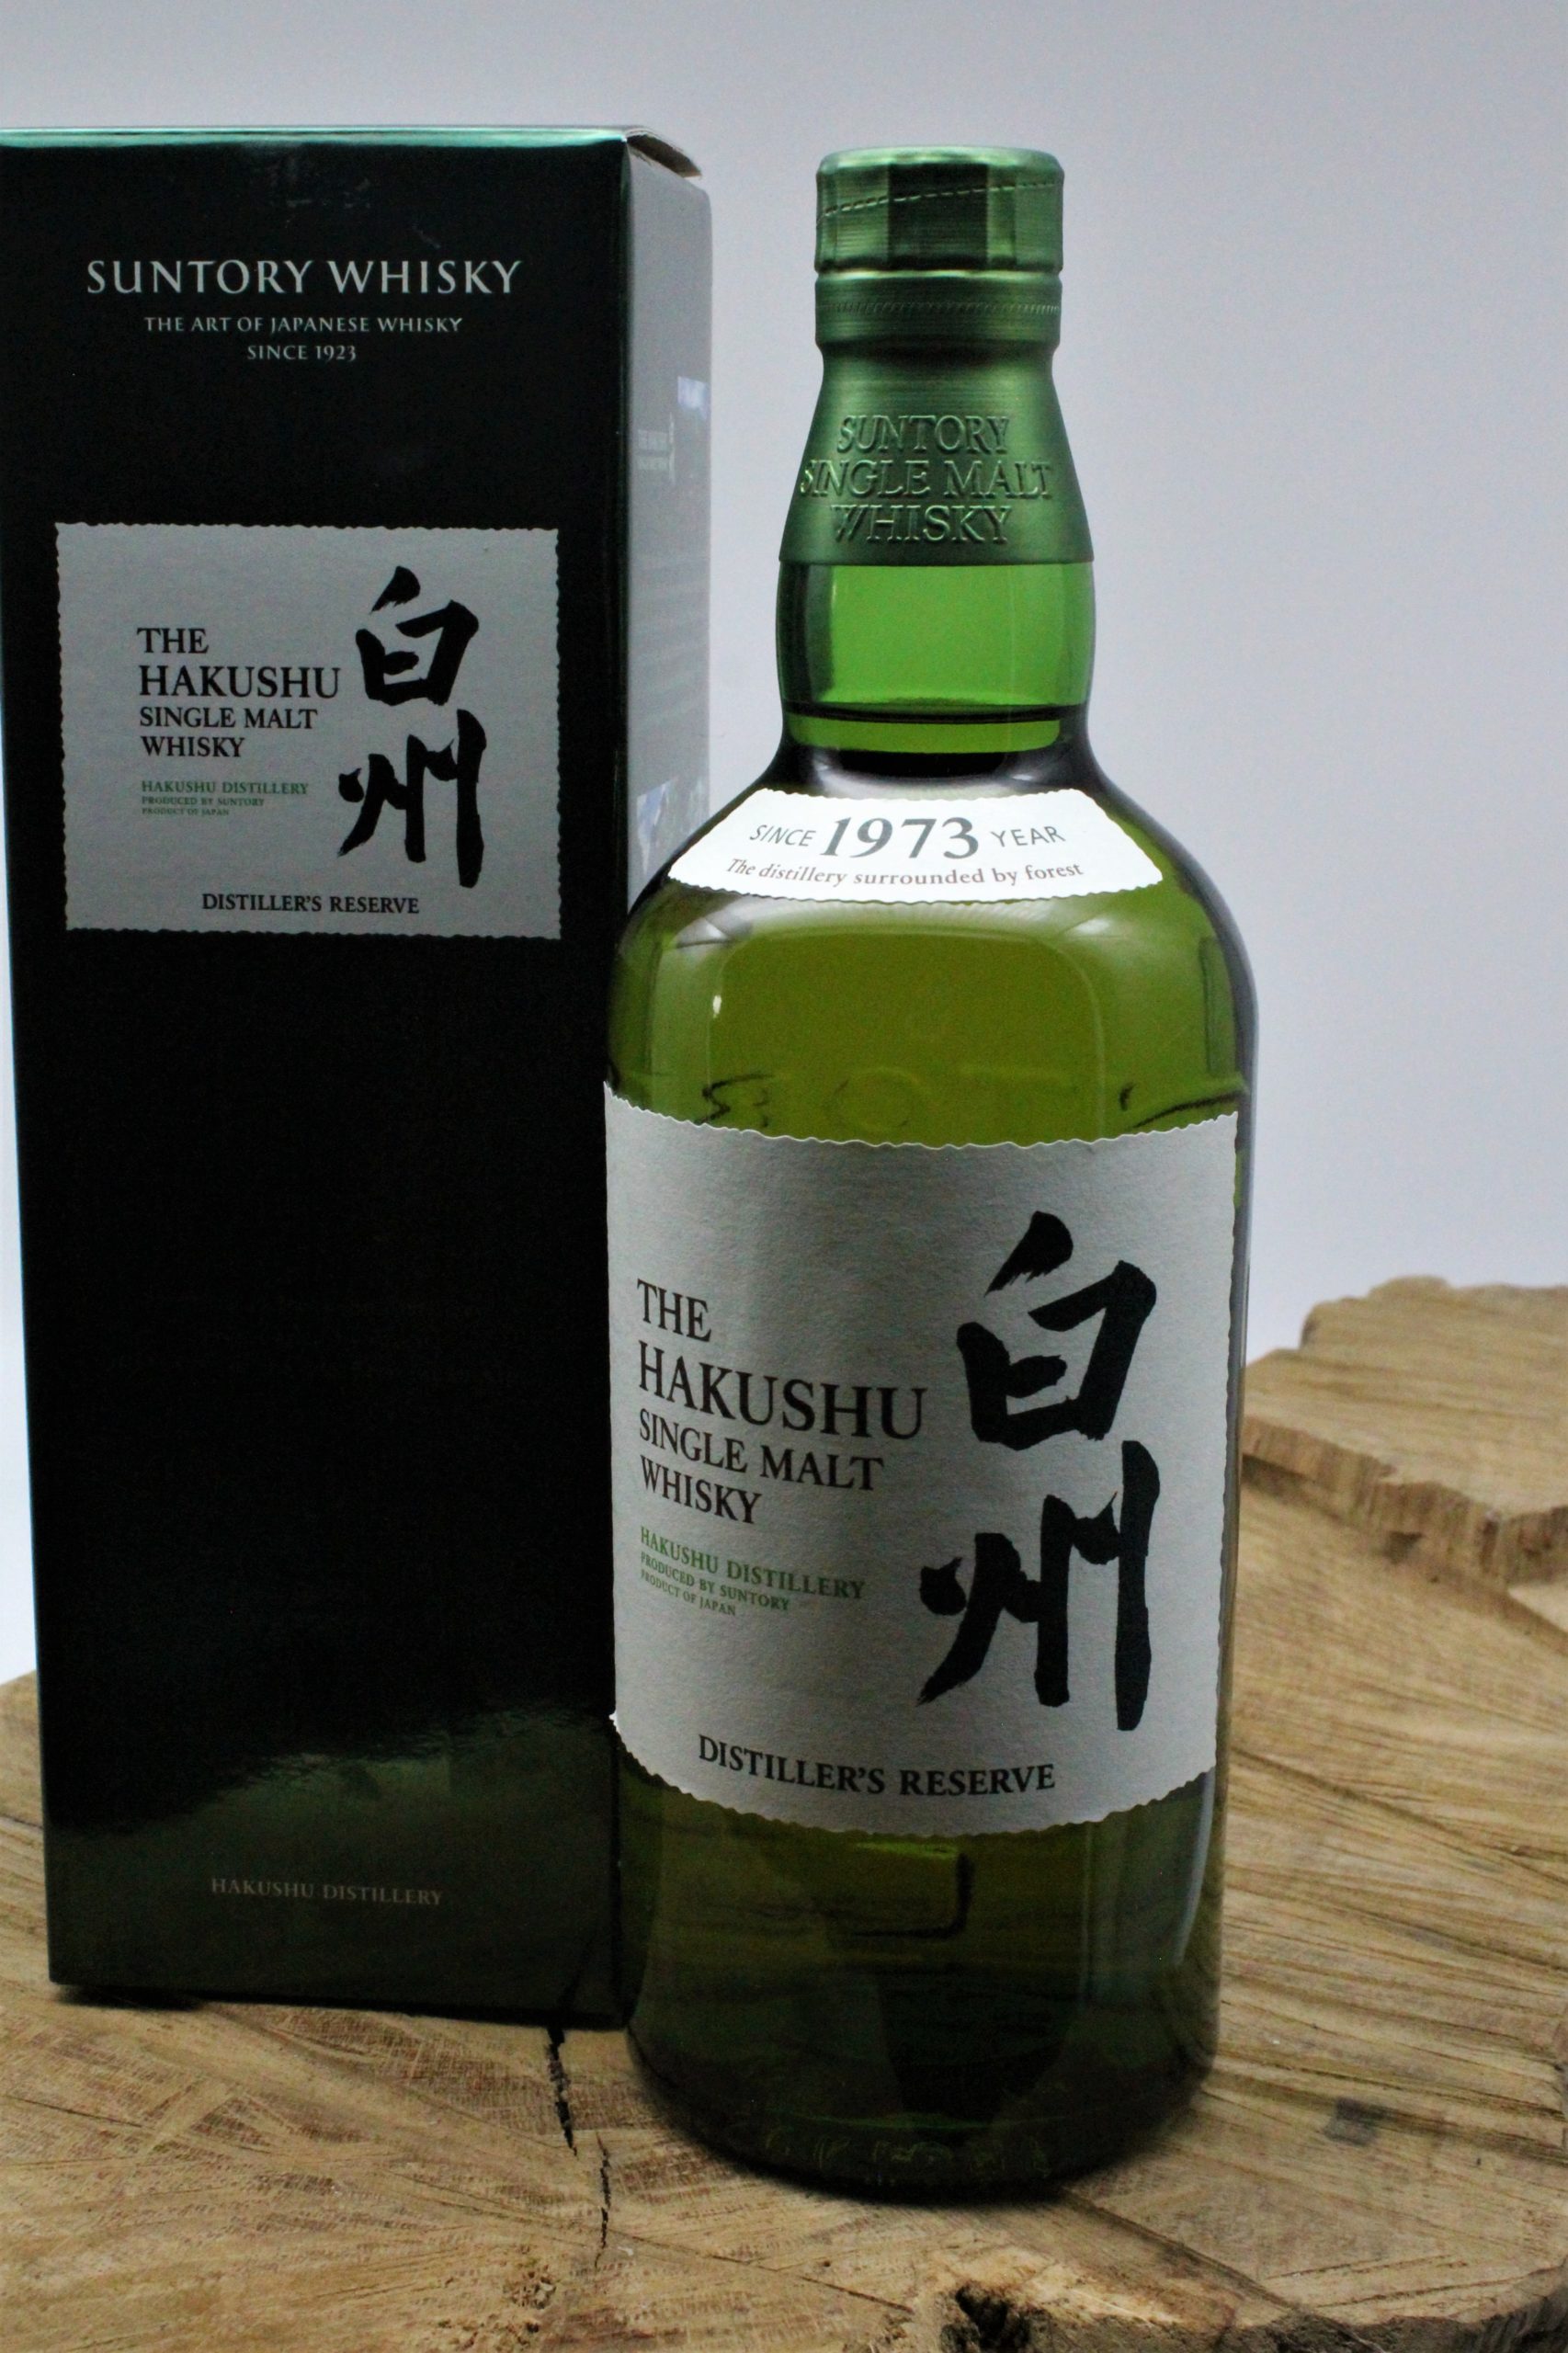 SUNTORY WHISKY
THE ART OF JAPANESE WHISKY
SINCE 1923
THE
HAKUSHU
SINGLE MALT
WHISKY
HAKUSHU DISTILLERY
PRODUCED BY SUNTORY
PRODUCT OF JAPAN
白州
DISTILLER'S RESERVE
HAKUSHU DISTILLERY
SUNTORY
SINGLE MALT
WHISKY
SINCE 1973 YEAR
The distillery surrounded by forest
THE
HAKUSHU
SINGLE MALT
WHISKY
HAKUSHU DISTILLERY
PRODUCED BY SUNTORY
PRODUCT OF JAPAN
白州
DISTILLER'S RESERVE